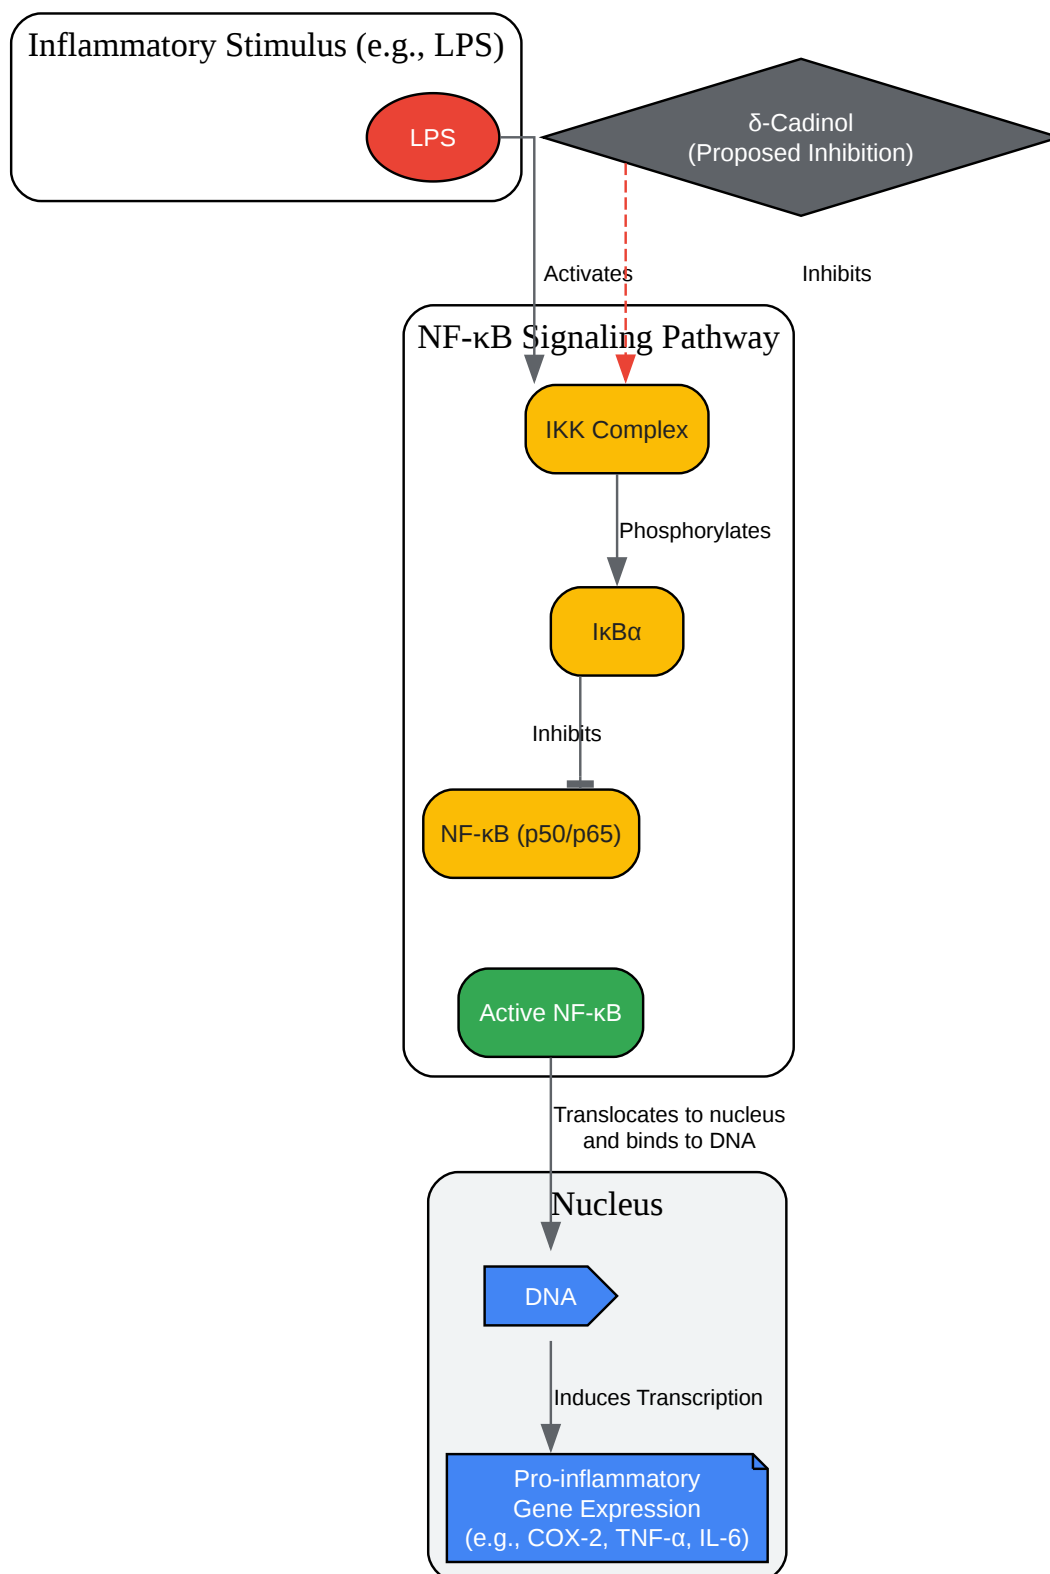 Inflammatory Stimulus (e.g., LPS)
LPS
δ-Cadinol
(Proposed Inhibition)
Activates
Inhibits
NF-κB Signaling Pathway
IKK Complex
Phosphorylates
IκBα
Inhibits
NF-κB (p50/p65)
Active NF-κB
Translocates to nucleus
and binds to DNA
Nucleus
DNA
Induces Transcription
Pro-inflammatory
Gene Expression
(e.g., COX-2, TNF-α, IL-6)